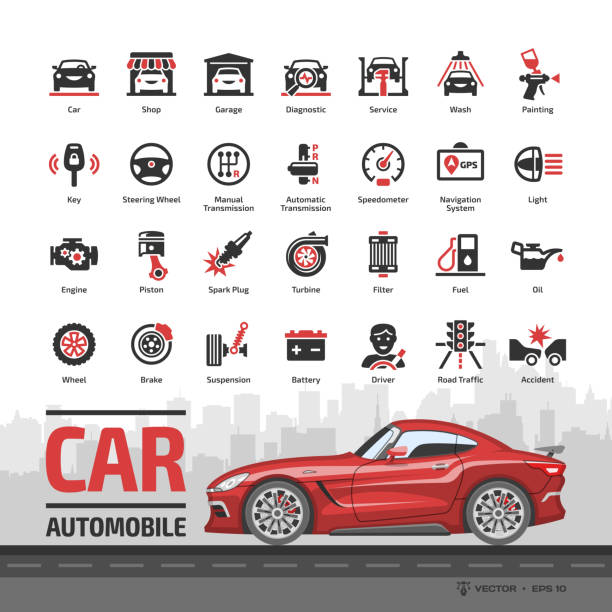 Car Shop Garage Diagnostic Service Wash Painting
Key Steering Wheel Manual Transmission P R N Automatic Transmission Speedometer GPS Navigation System Light
Engine Piston Spark Plug Turbine Filter Fuel Oil
Wheel Brake Suspension Battery Driver Road Traffic Accident
CAR
AUTOMOBILE
VECTOR • EPS 10